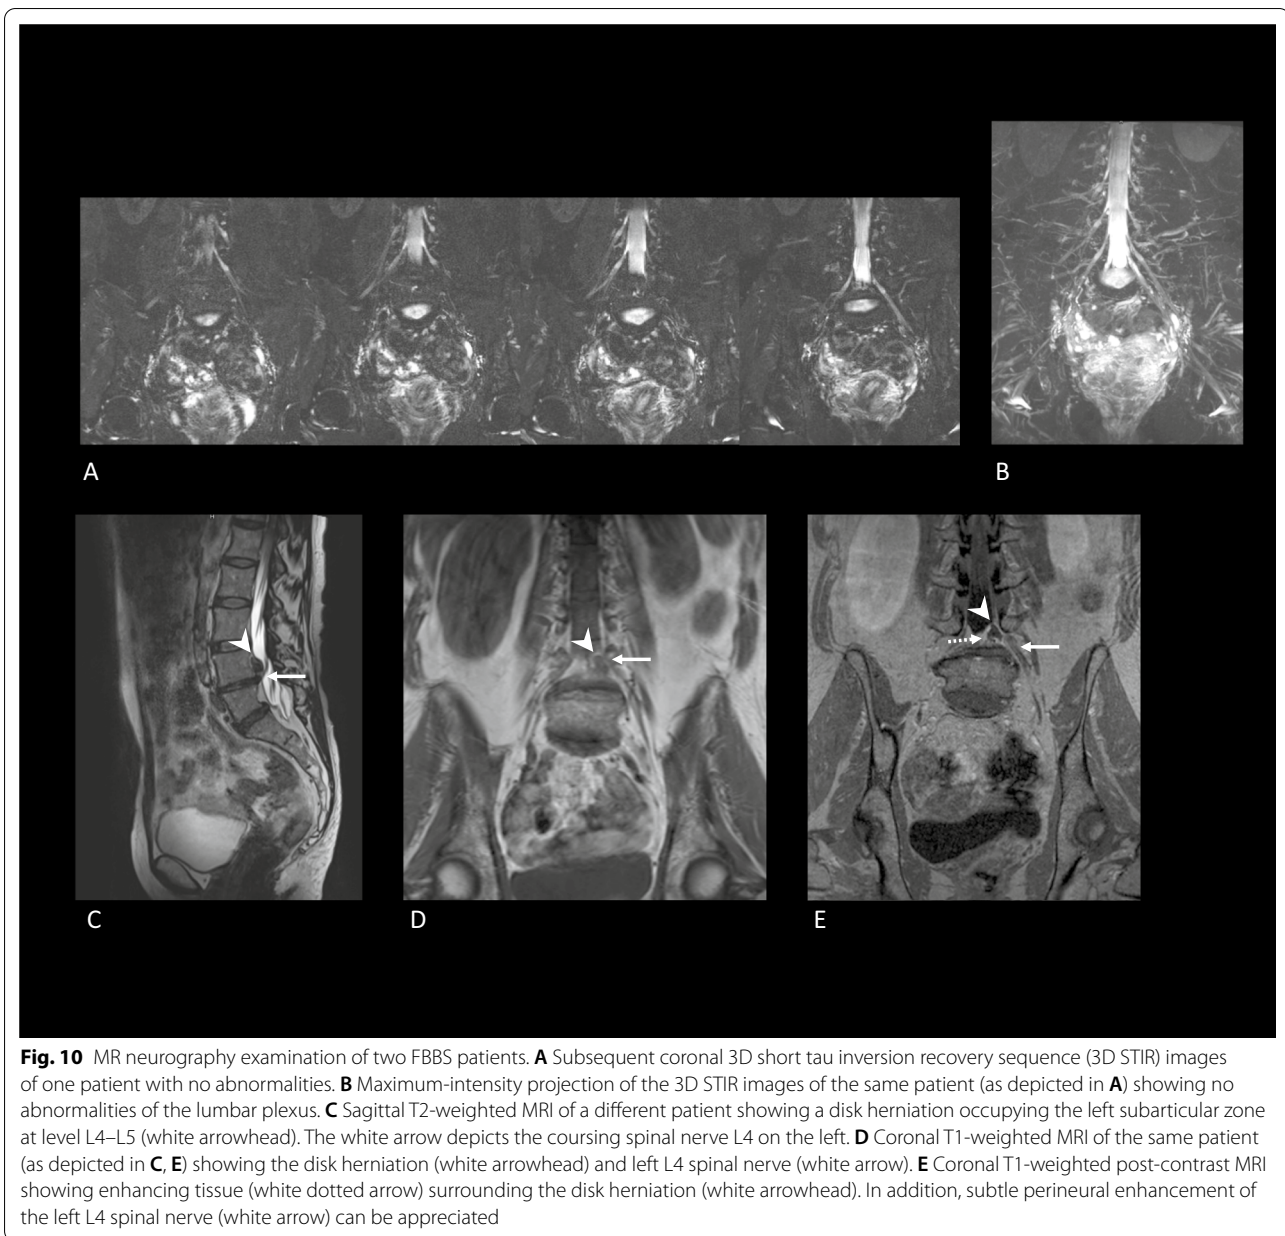 A
B
C
D
E
Fig. 10 MR neurography examination of two FBBS patients. A Subsequent coronal 3D short tau inversion recovery sequence (3D STIR) images
of one patient with no abnormalities. B Maximum-intensity projection of the 3D STIR images of the same patient (as depicted in A) showing no
abnormalities of the lumbar plexus. C Sagittal T2-weighted MRI of a different patient showing a disk herniation occupying the left subarticular zone
at level L4–L5 (white arrowhead). The white arrow depicts the coursing spinal nerve L4 on the left. D Coronal T1-weighted MRI of the same patient
(as depicted in C, E) showing the disk herniation (white arrowhead) and left L4 spinal nerve (white arrow). E Coronal T1-weighted post-contrast MRI
showing enhancing tissue (white dotted arrow) surrounding the disk herniation (white arrowhead). In addition, subtle perineural enhancement of
the left L4 spinal nerve (white arrow) can be appreciated